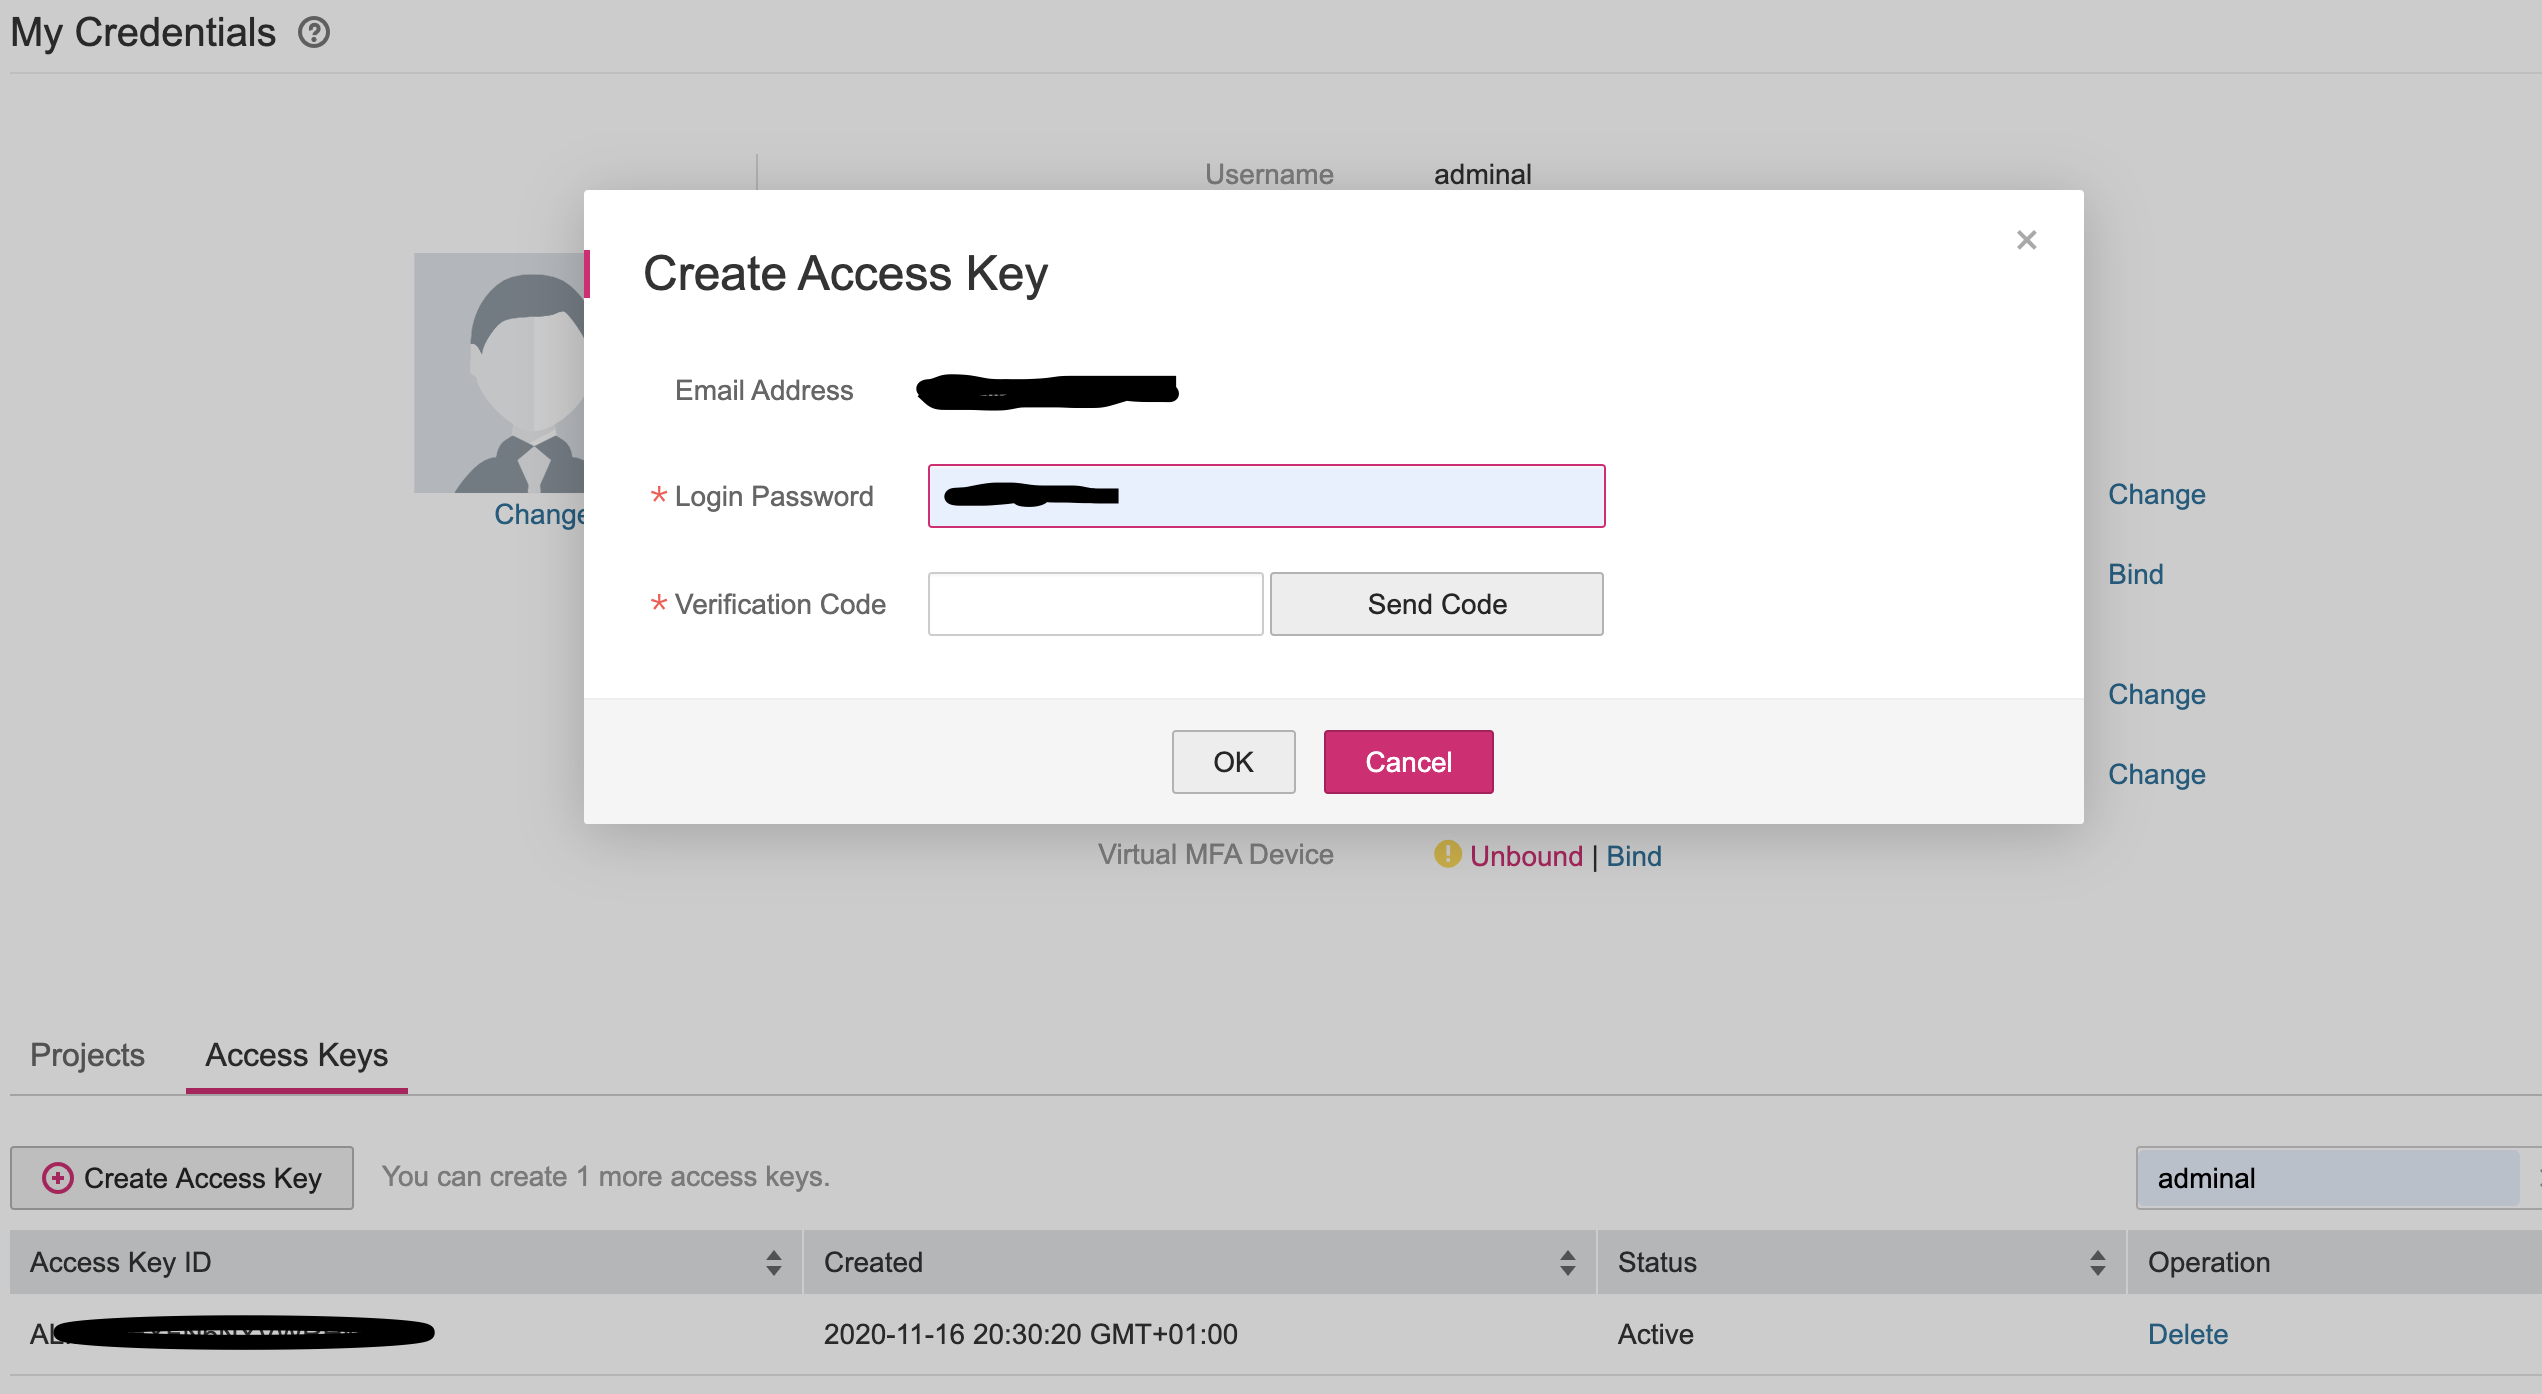 My Credentials
Username adminal
Create Access Key
Email Address
* Login Password
* Verification Code Send Code
OK Cancel
Change
Change
Bind
Change
Change
Virtual MFA Device Unbound | Bind
Projects Access Keys
Create Access Key You can create 1 more access keys. adminal
Access Key ID Created Status Operation
2020-11-16 20:30:20 GMT+01:00 Active Delete